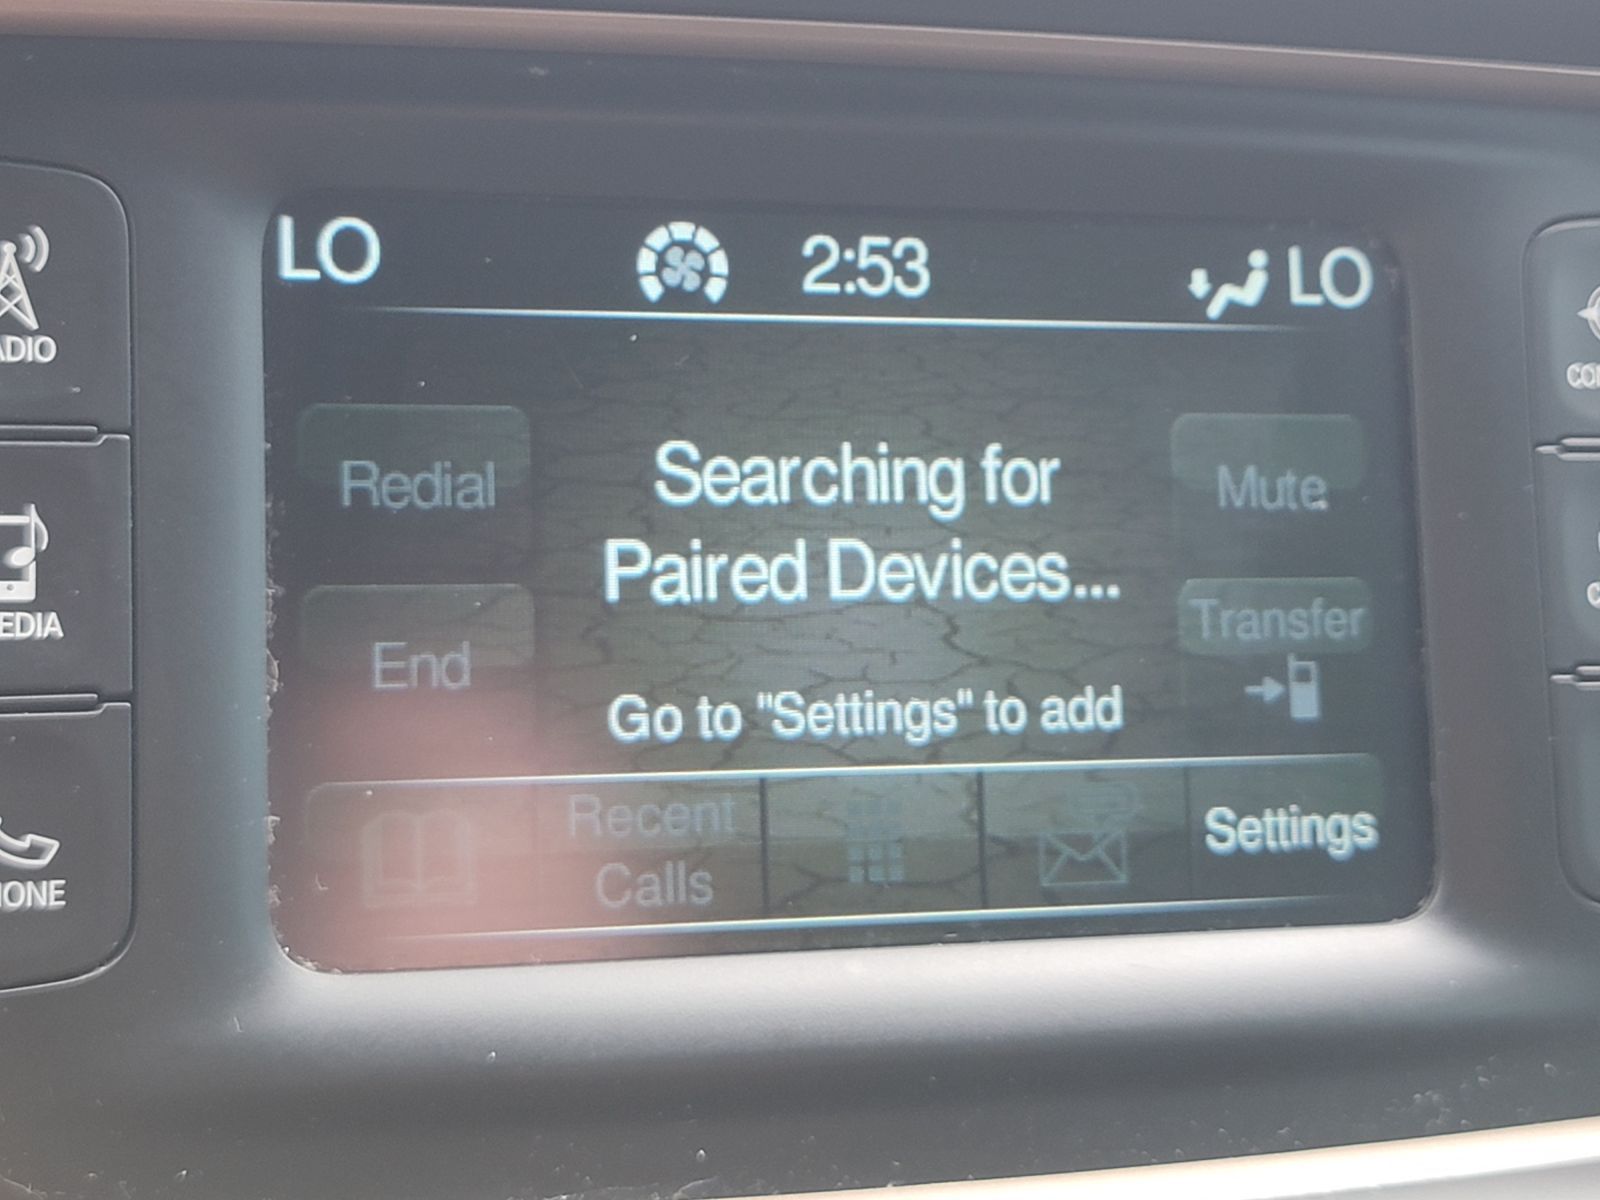 LO 2:53 LO
ADIO
EDIA
ONE
Redial
End
Searching for
Paired Devices...
Go to "Settings" to add
Mute
Transfer
Recent
Calls
Settings